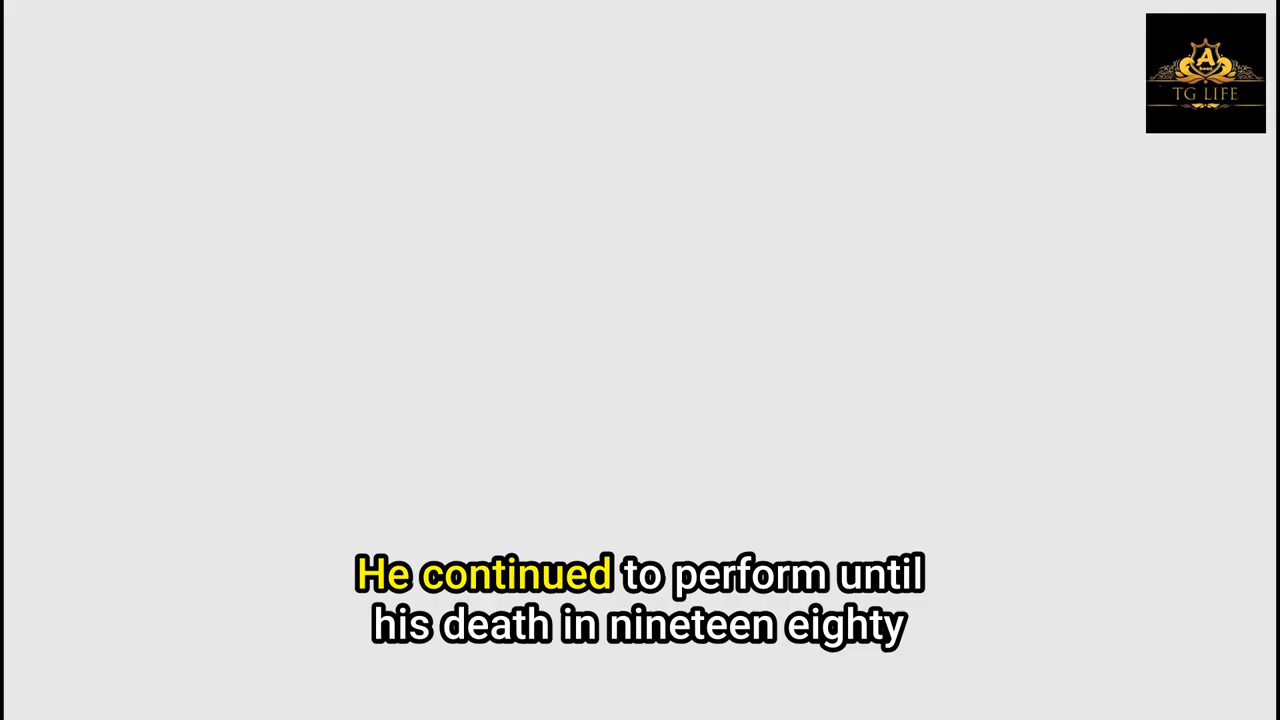 A
TG LIFE
He continued to perform until
his death in nineteen eighty